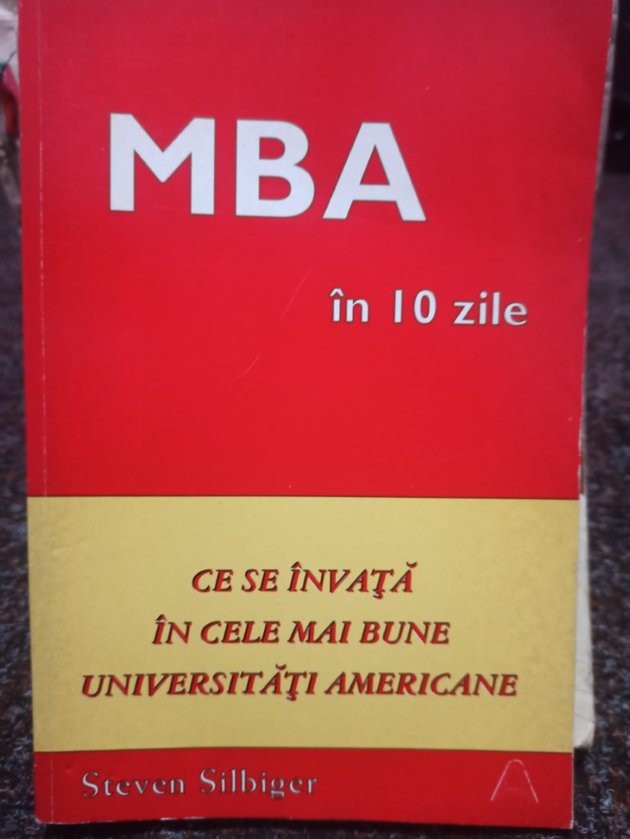 MBA
în 10 zile
CE SE ÎNVAŢĂ
ÎN CELE MAI BUNE
UNIVERSITĂŢI AMERICANE
Steven Silbiger
A